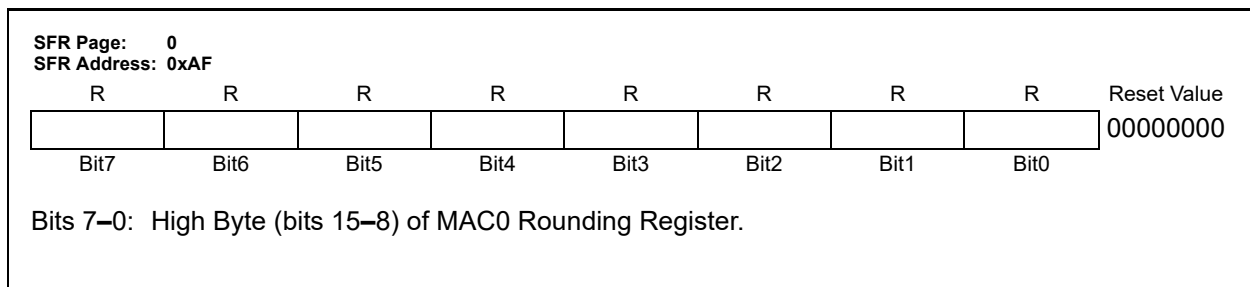 SFR Page: 0
SFR Address: 0xAF
R R R R R R R R Reset Value
00000000
Bit7 Bit6 Bit5 Bit4 Bit3 Bit2 Bit1 Bit0
Bits 7–0: High Byte (bits 15–8) of MAC0 Rounding Register.